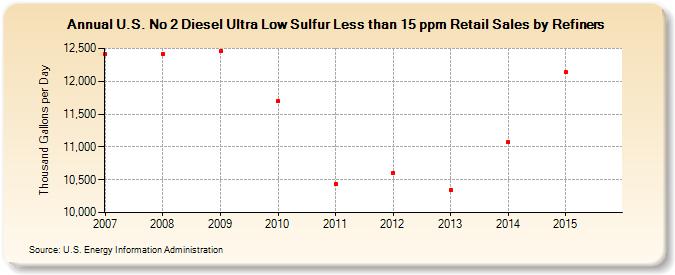 Annual U.S. No 2 Diesel Ultra Low Sulfur Less than 15 ppm Retail Sales by Refiners
Thousand Gallons per Day
12,500
12,000
11,500
11,000
10,500
10,000
2007 2008 2009 2010 2011 2012 2013 2014 2015
Source: U.S. Energy Information Administration